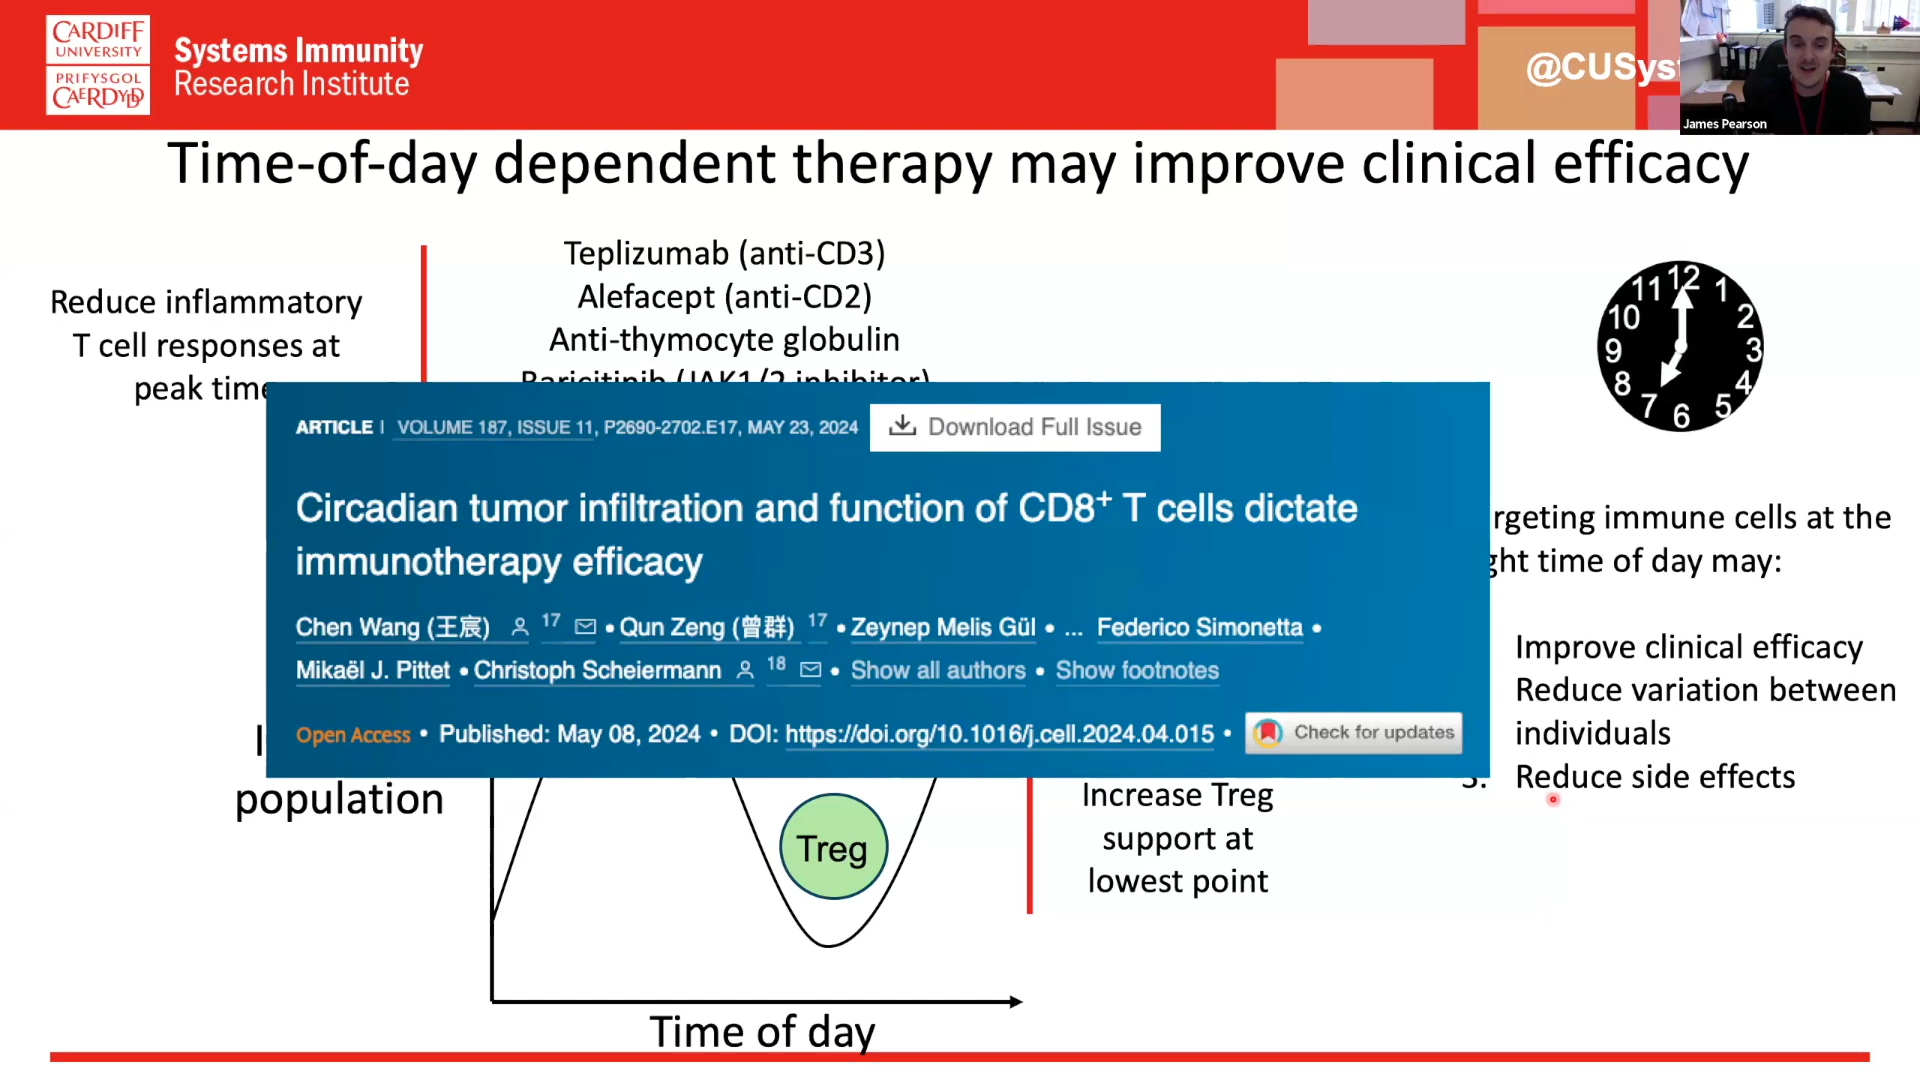 CARDIFF
UNIVERSITY
PRIFYSGOL
CAERDYDD
Systems Immunity
Research Institute
@CUSys
James Pearson
Time-of-day dependent therapy may improve clinical efficacy
Reduce inflammatory
T cell responses at
peak time
Teplizumab (anti-CD3)
Alefacept (anti-CD2)
Anti-thymocyte globulin
Baricitinib (JAK1/2 inhibitor)
12
1
2
3
4
5
6
7
8
9
10
11
ARTICLE | VOLUME 187, ISSUE 11, P2690-2702.E17, MAY 23, 2024
Download Full Issue
Circadian tumor infiltration and function of CD8⁺ T cells dictate
immunotherapy efficacy
Chen Wang (王宸) 17 • Qun Zeng (曾群) 17 • Zeynep Melis Gül • ... Federico Simonetta •
Mikaël J. Pittet • Christoph Scheiermann 18 • Show all authors • Show footnotes
Open Access • Published: May 08, 2024 • DOI: https://doi.org/10.1016/j.cell.2024.04.015 •
Check for updates
rgeting immune cells at the
ght time of day may:
Improve clinical efficacy
Reduce variation between
individuals
3. Reduce side effects
population
Treg
Increase Treg
support at
lowest point
Time of day